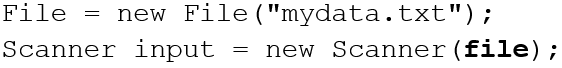 File = new File("mydata.txt");
Scanner input = new Scanner(file);